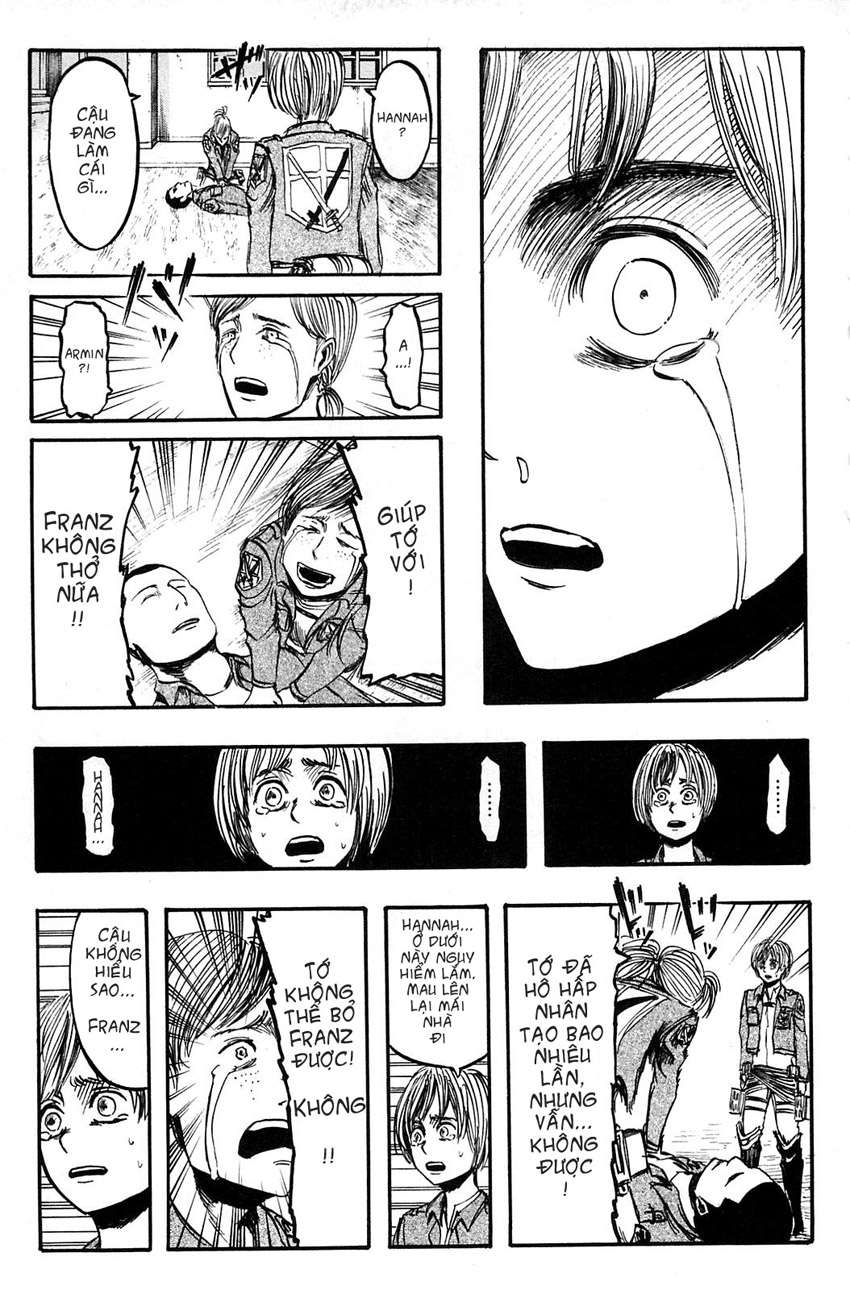 HANNAH
?
CẬU
ĐANG
LÀM
CÁI
GÌ...
A
...!
ARMIN
?!
GIÚP
TỚ
VỚI
!
FRANZ
KHÔNG
THỞ
NỮA
!!
......
......
HANNAH...
TỚ ĐÃ
HÔ HẤP
NHÂN
TẠO BAO
NHIÊU
LẦN,
NHƯNG
VẪN...
KHÔNG
ĐƯỢC
!
HANNAH...
Ở DƯỚI
NÀY NGUY
HIỂM LẮM.
MAU LÊN
LẠI MÁI
NHÀ
ĐI
TỚ
KHÔNG
THỂ BỎ
FRANZ
ĐƯỢC!
KHÔNG
!!
CẬU
KHÔNG
HIỂU
SAO...
FRANZ
...